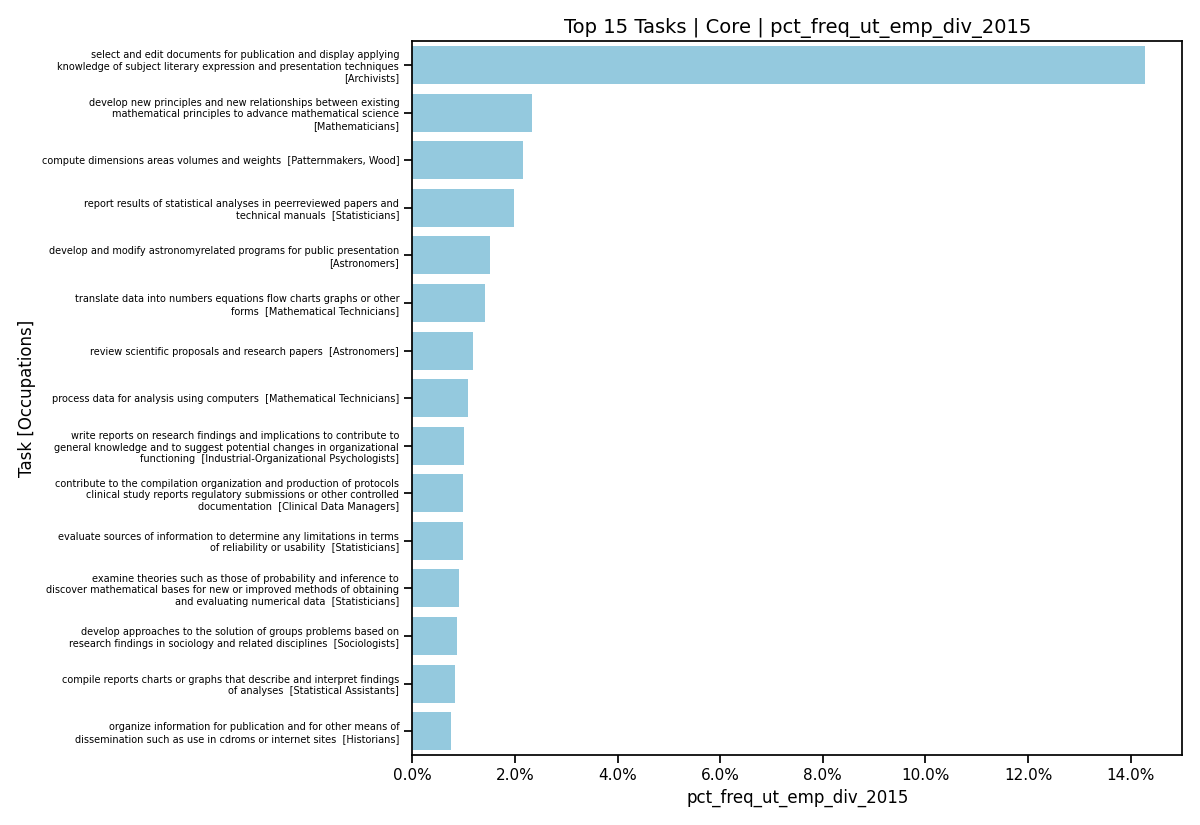 Top 15 Tasks | Core | pct_freq_ut_emp_div_2015
select and edit documents for publication and display applying
knowledge of subject literary expression and presentation techniques
[Archivists]
develop new principles and new relationships between existing
mathematical principles to advance mathematical science
[Mathematicians]
compute dimensions areas volumes and weights  [Patternmakers, Wood]
report results of statistical analyses in peerreviewed papers and
technical manuals  [Statisticians]
develop and modify astronomyrelated programs for public presentation
[Astronomers]
translate data into numbers equations flow charts graphs or other
forms  [Mathematical Technicians]
review scientific proposals and research papers  [Astronomers]
process data for analysis using computers  [Mathematical Technicians]
write reports on research findings and implications to contribute to
general knowledge and to suggest potential changes in organizational
functioning  [Industrial-Organizational Psychologists]
contribute to the compilation organization and production of protocols
clinical study reports regulatory submissions or other controlled
documentation  [Clinical Data Managers]
evaluate sources of information to determine any limitations in terms
of reliability or usability  [Statisticians]
examine theories such as those of probability and inference to
discover mathematical bases for new or improved methods of obtaining
and evaluating numerical data  [Statisticians]
develop approaches to the solution of groups problems based on
research findings in sociology and related disciplines  [Sociologists]
compile reports charts or graphs that describe and interpret findings
of analyses  [Statistical Assistants]
organize information for publication and for other means of
dissemination such as use in cdroms or internet sites  [Historians]
Task [Occupations]
0.0% 2.0% 4.0% 6.0% 8.0% 10.0% 12.0% 14.0%
pct_freq_ut_emp_div_2015